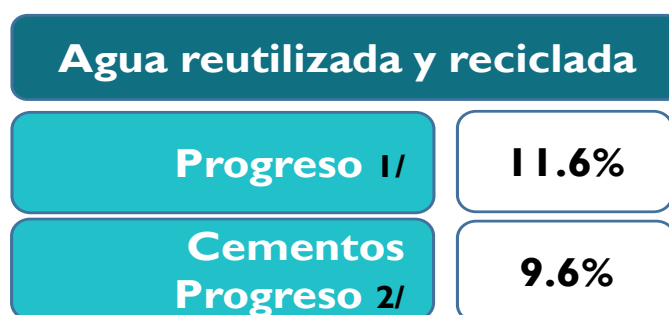 Agua reutilizada y reciclada
Progreso 1/
11.6%
Cementos
Progreso 2/
9.6%